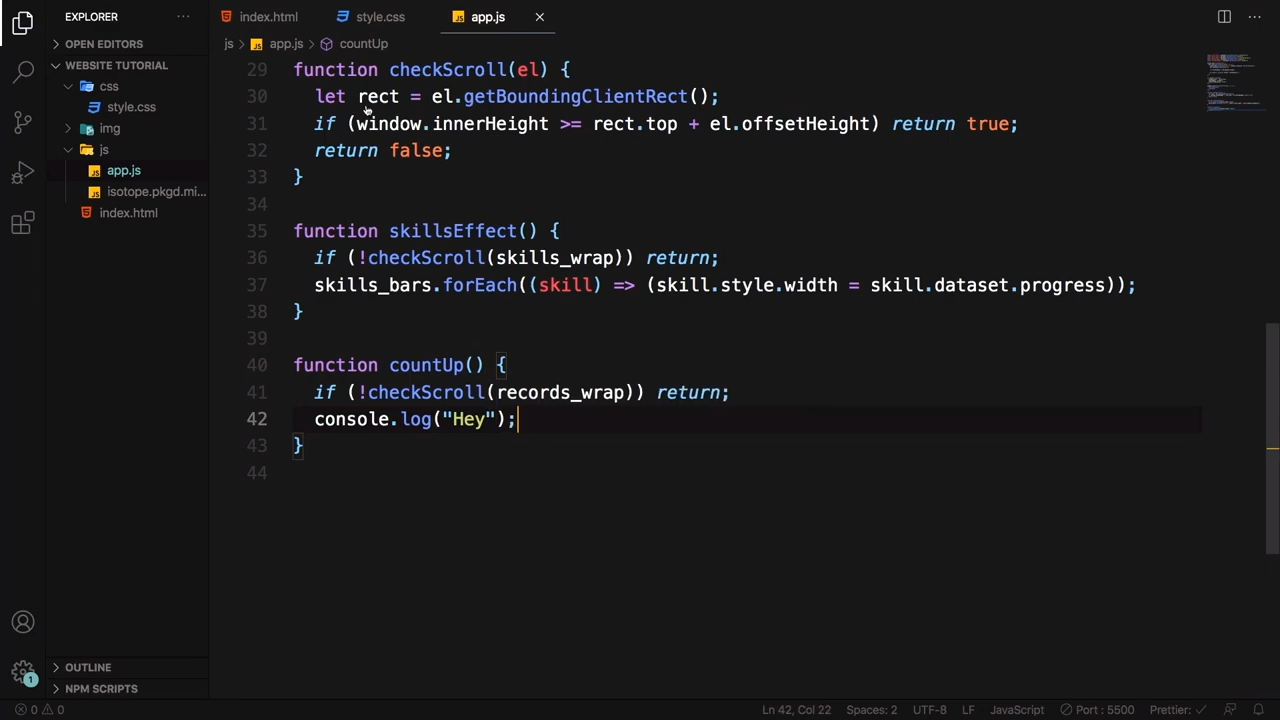 EXPLORER
OPEN EDITORS
WEBSITE TUTORIAL
css
style.css
img
js
app.js
isotope.pkgd.mi...
index.html
OUTLINE
NPM SCRIPTS
index.html style.css app.js
js app.js countUp
29 function checkScroll(el) {
30 let rect = el.getBoundingClientRect();
31 if (window.innerHeight >= rect.top + el.offsetHeight) return true;
32 return false;
33 }
34
35 function skillsEffect() {
36 if (!checkScroll(skills_wrap)) return;
37 skills_bars.forEach((skill) => (skill.style.width = skill.dataset.progress));
38 }
39
40 function countUp() {
41 if (!checkScroll(records_wrap)) return;
42 console.log("Hey");
43 }
44
1
0 0 Ln 42, Col 22 Spaces: 2 UTF-8 LF JavaScript Port : 5500 Prettier: ✓